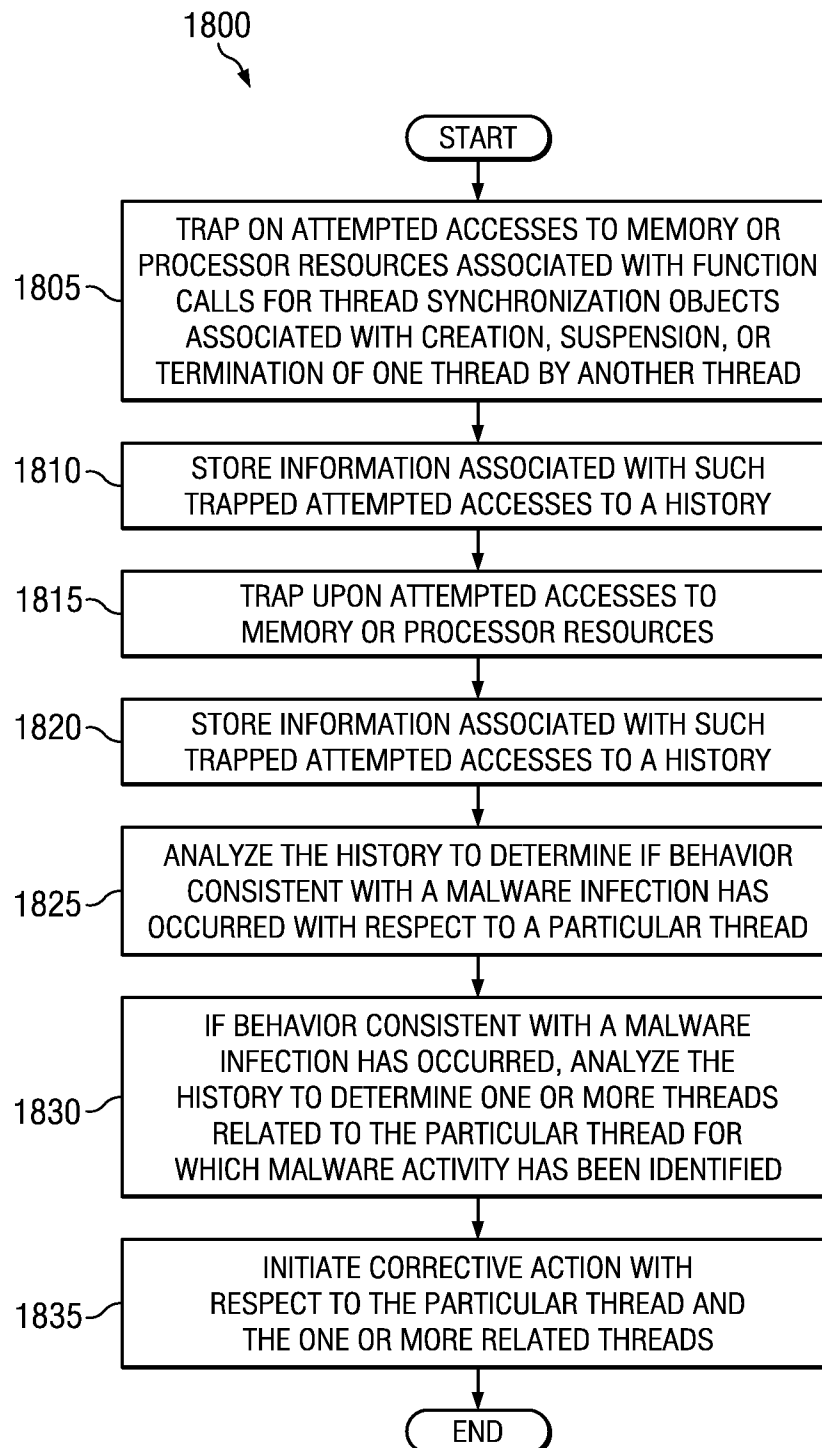 1800
START
1805
TRAP ON ATTEMPTED ACCESSES TO MEMORY OR
PROCESSOR RESOURCES ASSOCIATED WITH FUNCTION
CALLS FOR THREAD SYNCHRONIZATION OBJECTS
ASSOCIATED WITH CREATION, SUSPENSION, OR
TERMINATION OF ONE THREAD BY ANOTHER THREAD
1810
STORE INFORMATION ASSOCIATED WITH SUCH
TRAPPED ATTEMPTED ACCESSES TO A HISTORY
1815
TRAP UPON ATTEMPTED ACCESSES TO
MEMORY OR PROCESSOR RESOURCES
1820
STORE INFORMATION ASSOCIATED WITH SUCH
TRAPPED ATTEMPTED ACCESSES TO A HISTORY
1825
ANALYZE THE HISTORY TO DETERMINE IF BEHAVIOR
CONSISTENT WITH A MALWARE INFECTION HAS
OCCURRED WITH RESPECT TO A PARTICULAR THREAD
1830
IF BEHAVIOR CONSISTENT WITH A MALWARE
INFECTION HAS OCCURRED, ANALYZE THE
HISTORY TO DETERMINE ONE OR MORE THREADS
RELATED TO THE PARTICULAR THREAD FOR
WHICH MALWARE ACTIVITY HAS BEEN IDENTIFIED
1835
INITIATE CORRECTIVE ACTION WITH
RESPECT TO THE PARTICULAR THREAD AND
THE ONE OR MORE RELATED THREADS
END